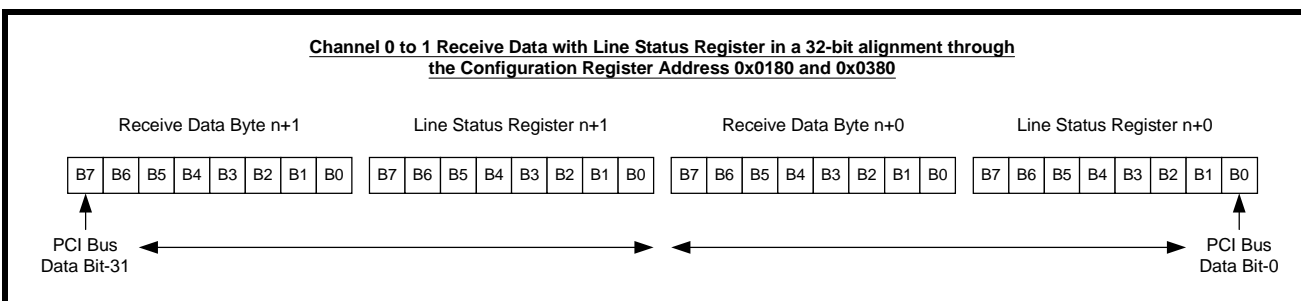 Channel 0 to 1 Receive Data with Line Status Register in a 32-bit alignment through
the Configuration Register Address 0x0180 and 0x0380
Receive Data Byte n+1 Line Status Register n+1 Receive Data Byte n+0 Line Status Register n+0
B7 B6 B5 B4 B3 B2 B1 B0 B7 B6 B5 B4 B3 B2 B1 B0 B7 B6 B5 B4 B3 B2 B1 B0 B7 B6 B5 B4 B3 B2 B1 B0
PCI Bus
Data Bit-31
PCI Bus
Data Bit-0